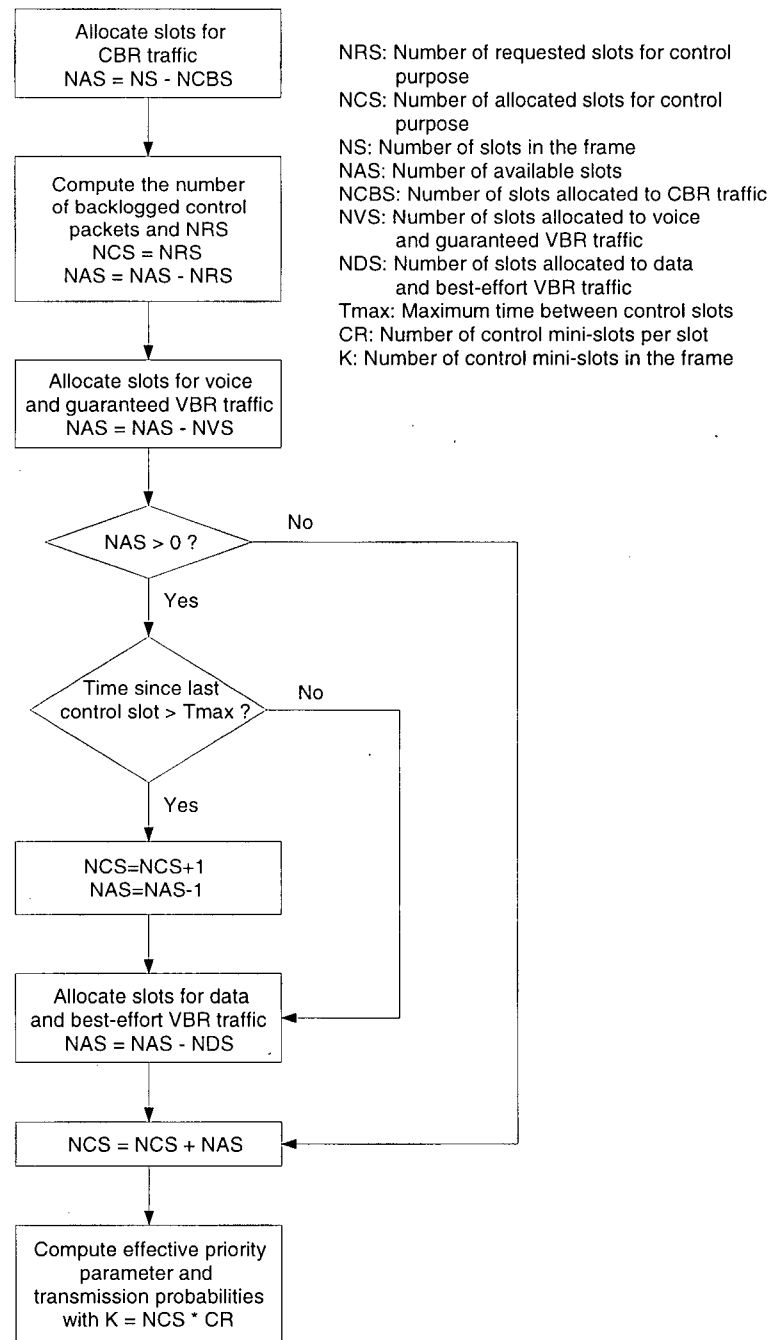 Allocate slots for
CBR traffic
NAS = NS - NCBS
NRS: Number of requested slots for control
purpose
NCS: Number of allocated slots for control
purpose
NS: Number of slots in the frame
NAS: Number of available slots
NCBS: Number of slots allocated to CBR traffic
NVS: Number of slots allocated to voice
and guaranteed VBR traffic
NDS: Number of slots allocated to data
and best-effort VBR traffic
Tmax: Maximum time between control slots
CR: Number of control mini-slots per slot
K: Number of control mini-slots in the frame
Compute the number
of backlogged control
packets and NRS
NCS = NRS
NAS = NAS - NRS
Allocate slots for voice
and guaranteed VBR traffic
NAS = NAS - NVS
NAS > 0 ?
No
Yes
Time since last
control slot > Tmax ?
No
Yes
NCS=NCS+1
NAS=NAS-1
Allocate slots for data
and best-effort VBR traffic
NAS = NAS - NDS
NCS = NCS + NAS
Compute effective priority
parameter and
transmission probabilities
with K = NCS * CR